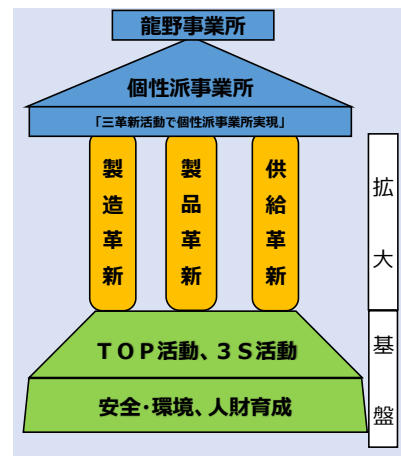 龍野事業所
個性派事業所
「三革新活動で個性派事業所実現」
製造革新
製品革新
供給革新
拡大
TOP活動、3S活動
安全・環境、人財育成
基盤